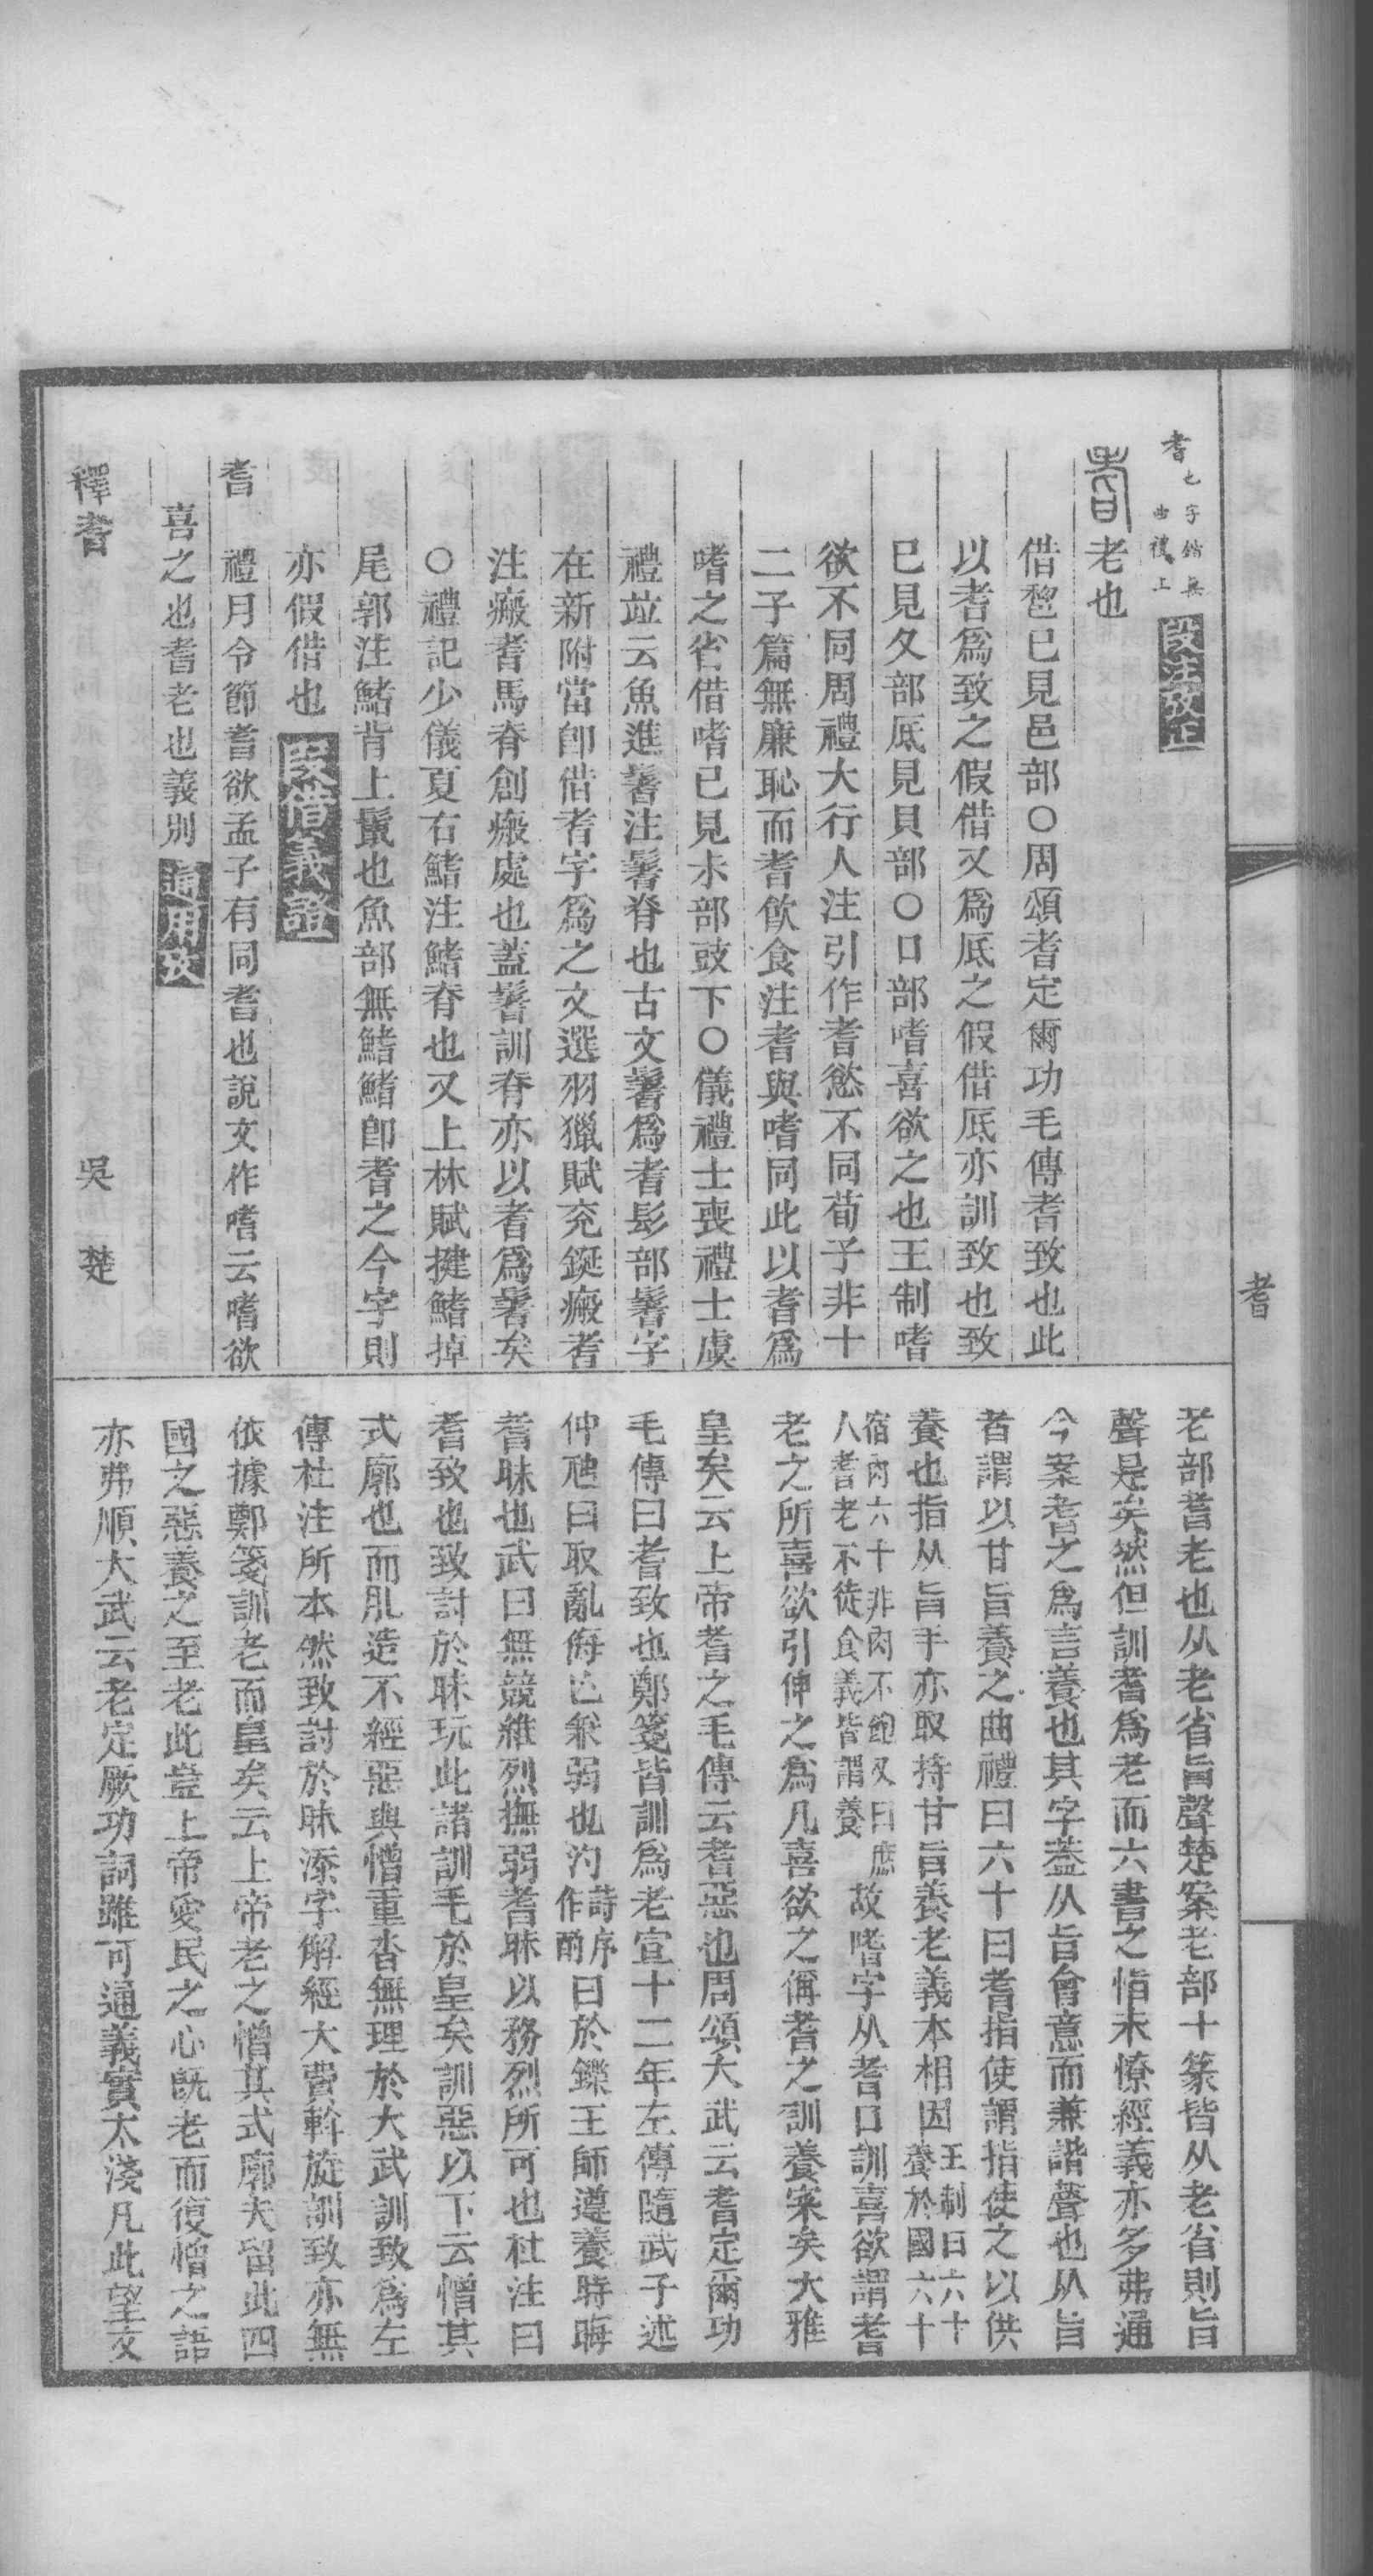 耆
耆之字鍇無
曲禮上
段注攷正
耆老也
借耆已見邑部〇周頌耆定爾功毛傳耆致也此
以耆爲致之假借又爲厎之假借厎亦訓致也致
已見夊部厎見貝部〇口部嗜喜欲之也王制嗜
欲不同周禮大行人注引作耆慾不同荀子非十
二子篇無廉恥而耆飲食注耆與嗜同此以耆爲
嗜之省借嗜已見尗部豉下〇儀禮士喪禮士虞
禮竝云魚進鬐注鬐脊也古文鬐爲耆髟部鬐字
在新附當卽借耆字爲之文選羽獵賦兖鋋瘢耆
注瘢耆馬脊創瘢處也蓋鬐訓脊亦以耆爲鬐矣
〇禮記少儀夏右鰭注鰭脊也又上林賦揵鰭掉
尾郭注鰭背上鬣也魚部無鰭鰭卽耆之今字則
亦假借也 段借義證
耆 禮月令節耆欲孟子有同耆也說文作嗜云嗜欲
喜之也耆老也義別 通用攷
釋耆 吳楚
老部耆老也从老省旨聲楚案老部十篆皆从老省則旨
聲是矣然但訓耆爲老而六書之恉未憭經義亦多弗通
今案耆之爲言養也其字蓋从旨會意而兼諧聲也从旨
者謂以甘旨養之曲禮曰六十曰耆指使謂指使之以供
養也指从旨手亦取持甘旨養老義本相因王制曰六十養於國六十
宿肉六十非肉不飽又曰庶八耆老不徒食義皆謂養故嗜字从耆口訓喜欲謂耆
老之所喜欲引伸之爲凡喜欲之偁耆之訓養案矣大雅
皇矣云上帝耆之毛傳云耆惡也周頌大武云耆定爾功
毛傳曰耆致也鄭箋皆訓爲老宣十二年左傳隨武子述
仲虺曰取亂侮亡兼弱也汋詩序作酌曰於鑠王師遵養時晦
耆昧也武曰無競維烈撫弱耆昧以務烈所可也杜注曰
耆致也致討於昧玩此諸訓毛於皇矣訓惡以下云憎其
式廓也而肊造不經惡與憎重沓無理於大武訓致爲左
傳杜注所本然致討於昧添字解經大費斡旋訓致亦無
依據鄭箋訓老而皇矣云上帝老之憎其式廓夫留此四
國之惡養之至老此豈上帝愛民之心旣老而復憎之語
亦弗順大武云老定厥功詞雖可通義實太淺凡此望文